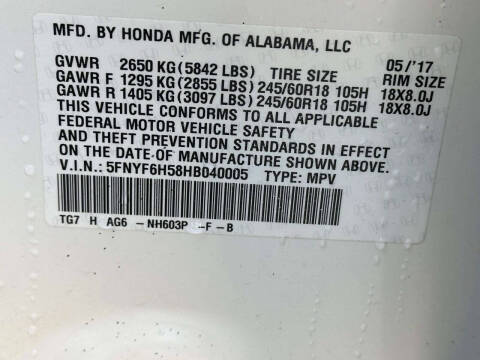 MFD. BY HONDA MFG. OF ALABAMA, LLC
GVWR 2650 KG(5842 LBS) TIRE SIZE 05/'17 RIM SIZE
GAWR F 1295 KG(2855 LBS)245/60R18 105H 18X8.0J
GAWR R 1405 KG(3097 LBS)245/60R18 105H 18X8.0J
THIS VEHICLE CONFORMS TO ALL APPLICABLE
FEDERAL MOTOR VEHICLE SAFETY
AND THEFT PREVENTION STANDARDS IN EFFECT
ON THE DATE OF MANUFACTURE SHOWN ABOVE.
V.I.N.: 5FNYF6H58HB040005 TYPE: MPV
TG7 H AG6 -NH603P -F -B